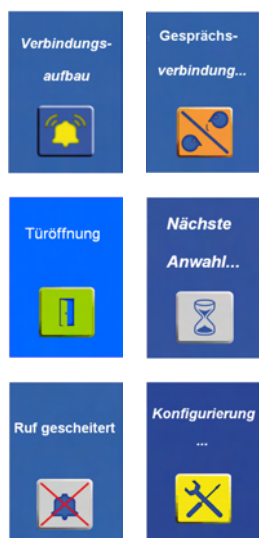 Verbindungs-
aufbau
Gesprächs-
verbindung...
Türöffnung
Nächste
Anwahl...
Ruf gescheitert
Konfigurierung
...